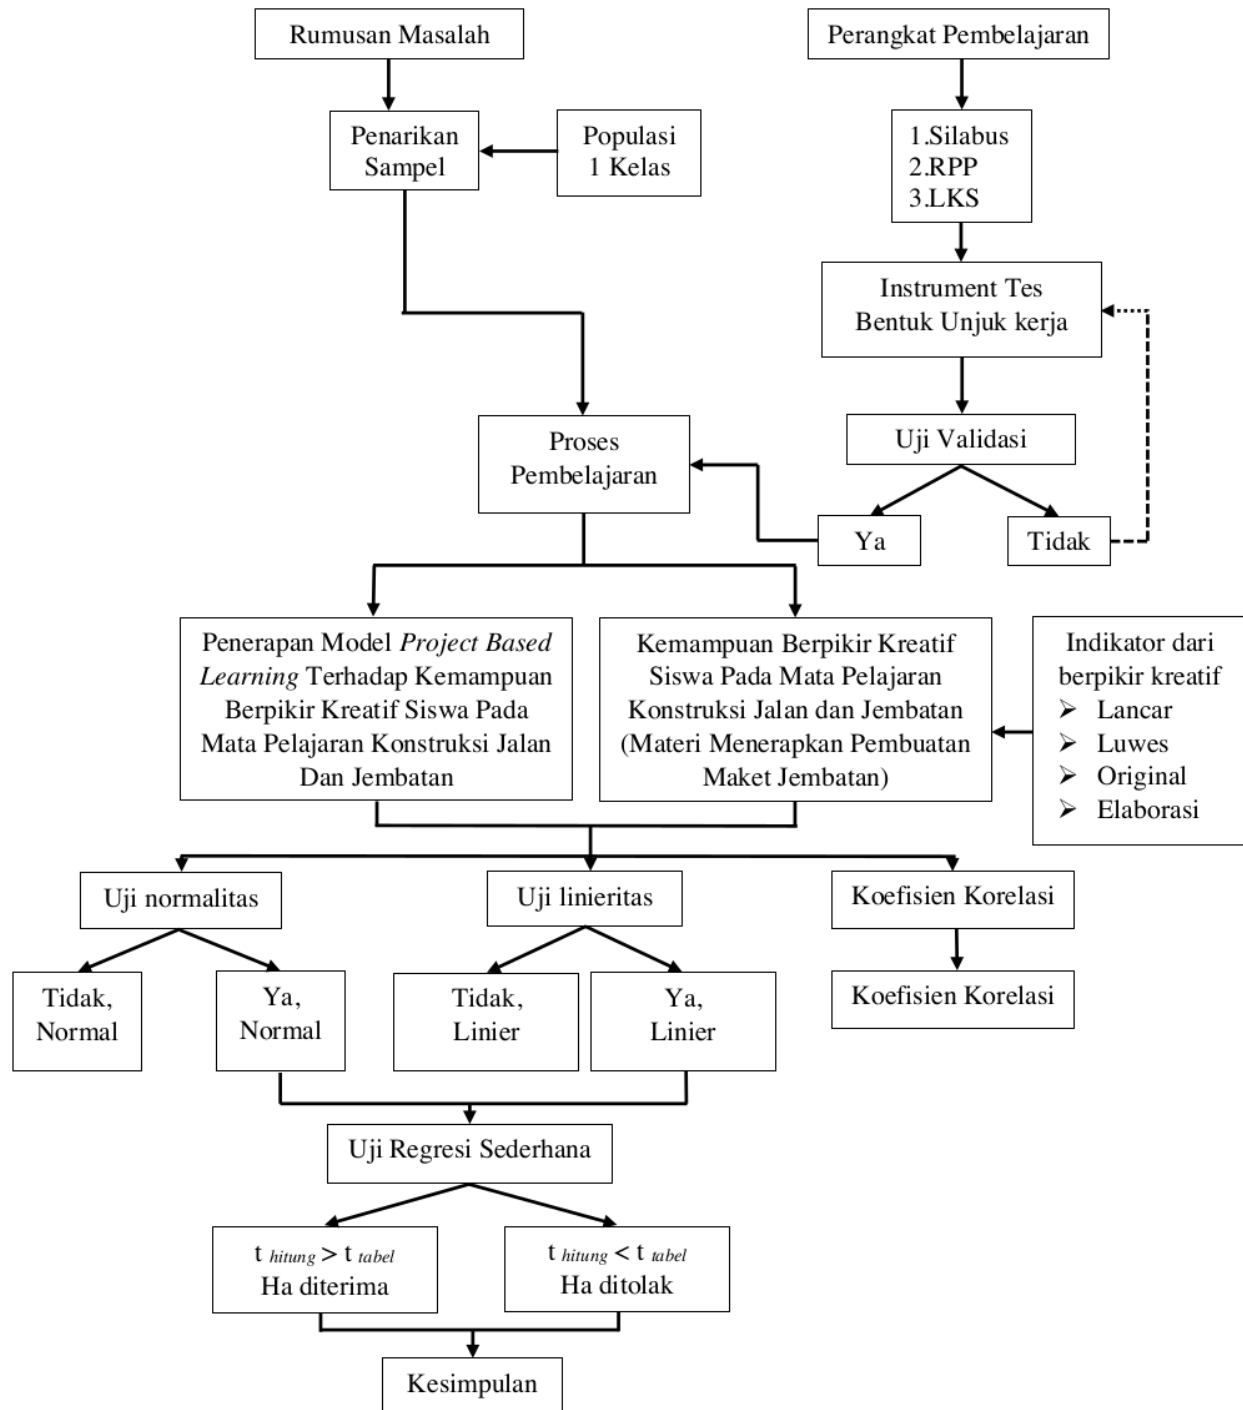 Rumusan Masalah
Perangkat Pembelajaran
Penarikan
Sampel
Populasi
1 Kelas
1.Silabus
2.RPP
3.LKS
Instrument Tes
Bentuk Unjuk kerja
Uji Validasi
Proses
Pembelajaran
Ya
Tidak
Penerapan Model Project Based
Learning Terhadap Kemampuan
Berpikir Kreatif Siswa Pada
Mata Pelajaran Konstruksi Jalan
Dan Jembatan
Kemampuan Berpikir Kreatif
Siswa Pada Mata Pelajaran
Konstruksi Jalan dan Jembatan
(Materi Menerapkan Pembuatan
Maket Jembatan)
Indikator dari
berpikir kreatif
➢ Lancar
➢ Luwes
➢ Original
➢ Elaborasi
Uji normalitas
Uji linieritas
Koefisien Korelasi
Tidak,
Normal
Ya,
Normal
Tidak,
Linier
Ya,
Linier
Koefisien Korelasi
Uji Regresi Sederhana
t hitung > t tabel
Ha diterima
t hitung < t tabel
Ha ditolak
Kesimpulan